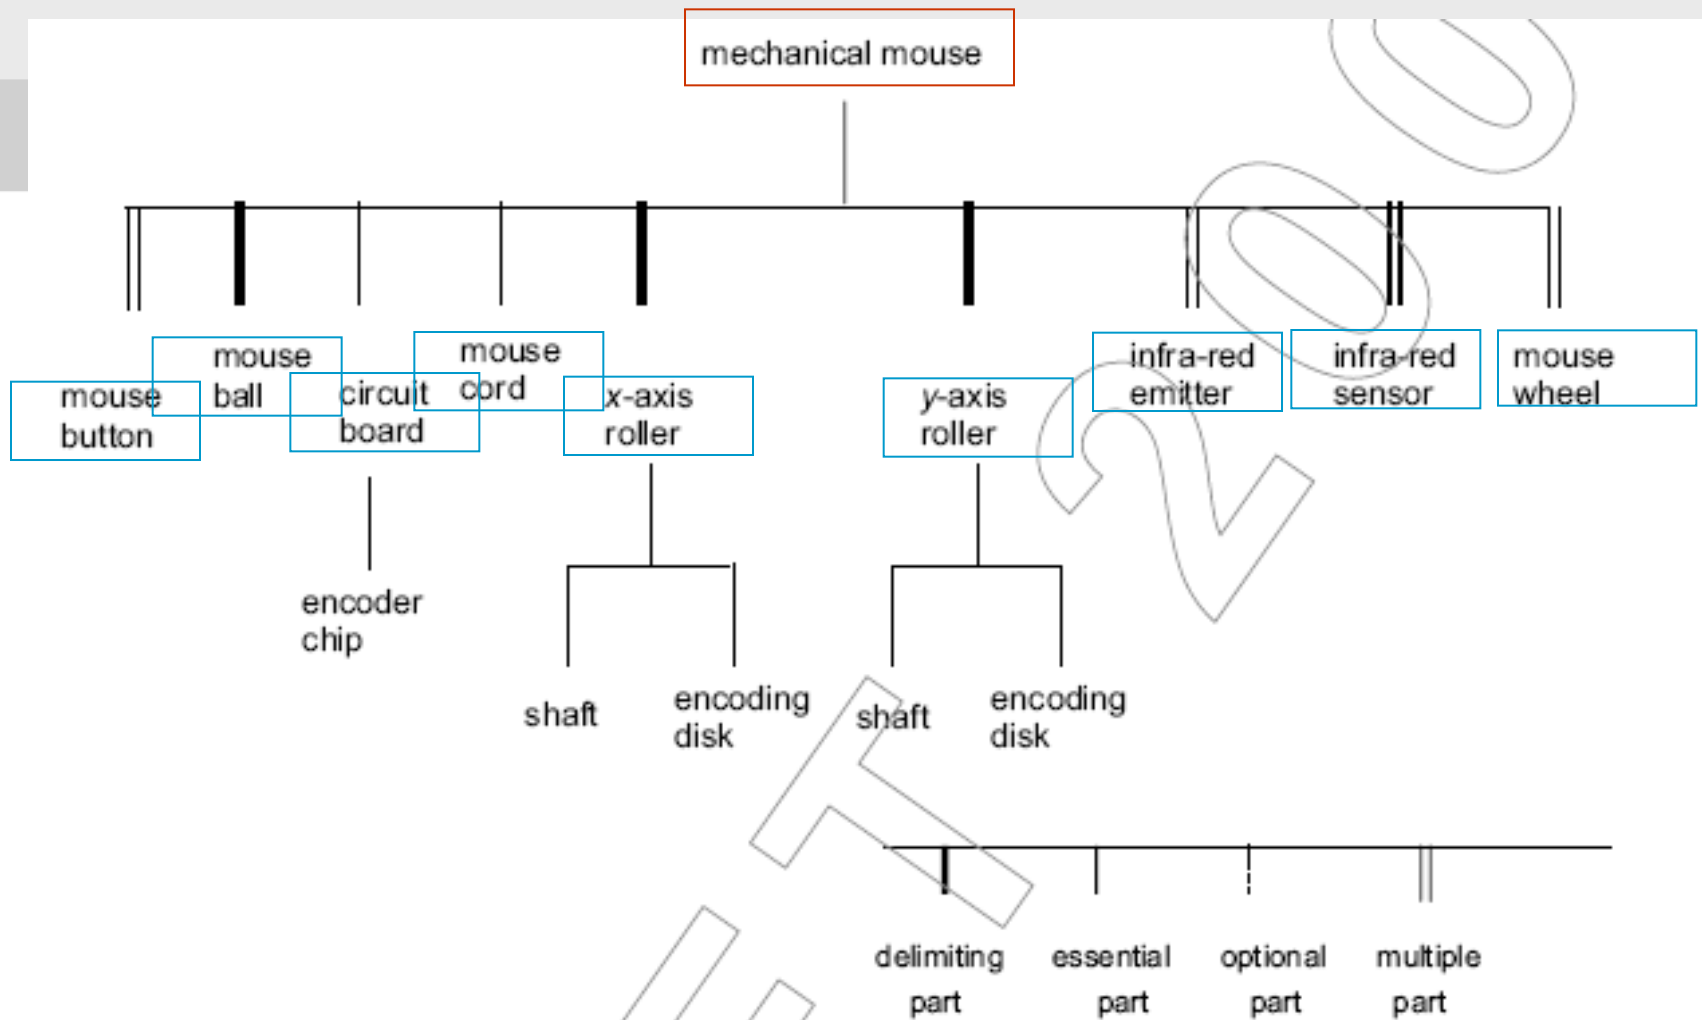 mechanical mouse
mouse
button
mouse
ball
circuit
board
mouse
cord
x-axis
roller
y-axis
roller
infra-red
emitter
infra-red
sensor
mouse
wheel
encoder
chip
shaft
encoding
disk
shaft
encoding
disk
delimiting
part
essential
part
optional
part
multiple
part